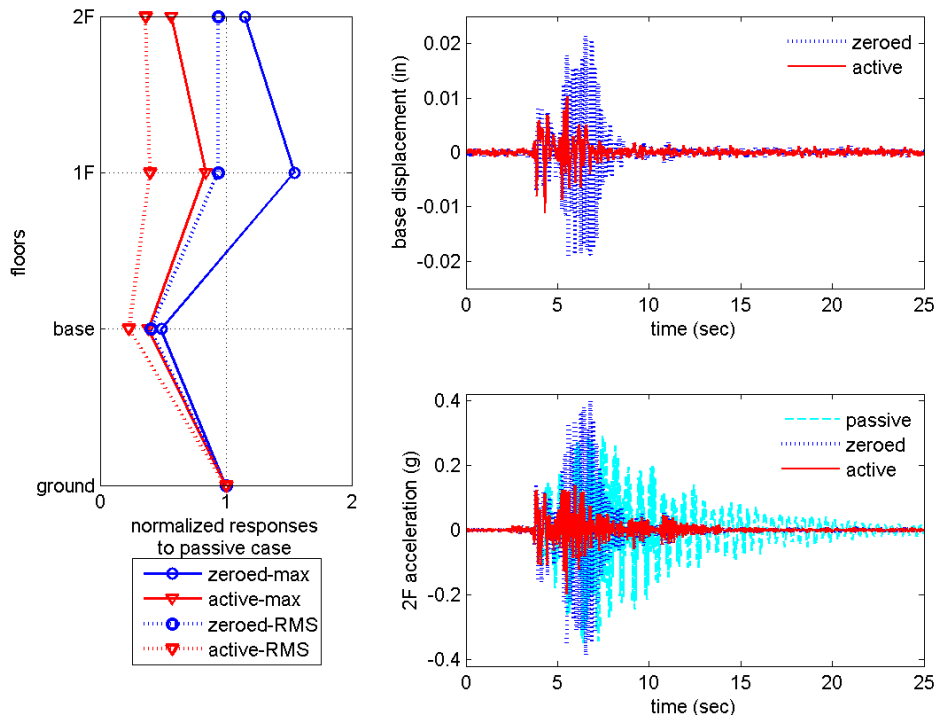 2F
1F
base
ground
floors
0
1
2
normalized responses
to passive case
zeroed-max
active-max
zeroed-RMS
active-RMS
0.02
0.01
0
-0.01
-0.02
base displacement (in)
zeroed
active
0
5
10
15
20
25
time (sec)
0.4
0.2
0
-0.2
-0.4
2F acceleration (g)
passive
zeroed
active
0
5
10
15
20
25
time (sec)